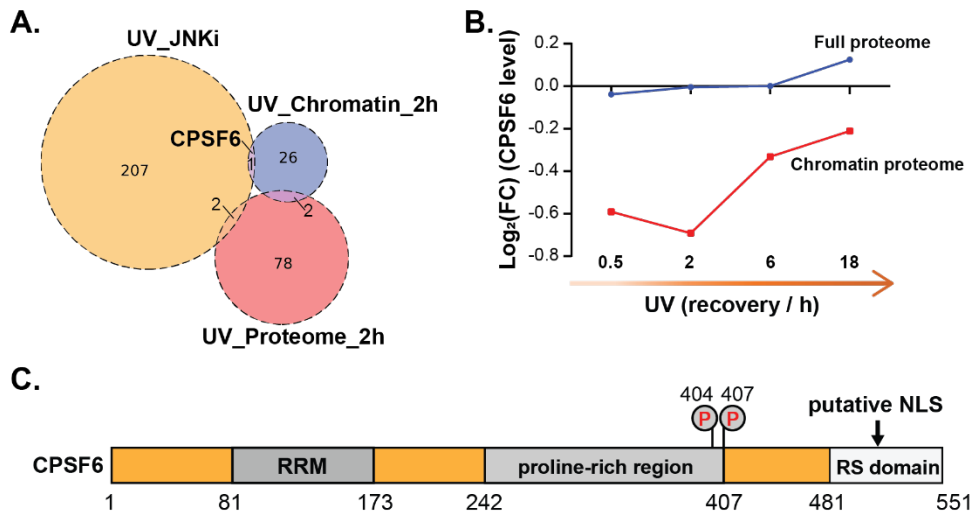 A.
UV_JNKi
UV_Chromatin_2h
CPSF6
26
207
2
2
78
UV_Proteome_2h
B.
Log₂(FC) (CPSF6 level)
0.2
0.0
-0.2
-0.4
-0.6
-0.8
Full proteome
Chromatin proteome
0.5 2 6 18
UV (recovery / h)
C.
404 407
P P
putative NLS
CPSF6
RRM
proline-rich region
RS domain
1 81 173 242 407 481 551